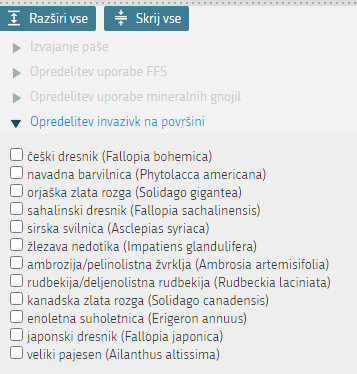 Razširi vse Skrij vse
Izvajanje paše
Opredelitev uporabe FFS
Opredelitev uporabe mineralnih gnojil
Opredelitev invazivk na površini
češki dresnik (Fallopia bohemica)
navadna barvilnica (Phytolacca americana)
orjaška zlata rozga (Solidago gigantea)
sahalinski dresnik (Fallopia sachalinensis)
sirska svilnica (Asclepias syriaca)
žlezava nedotika (Impatiens glandulifera)
ambrozija/pelinolistna žvrklja (Ambrosia artemisifolia)
rudbekija/deljenolistna rudbekija (Rudbeckia laciniata)
kanadska zlata rozga (Solidago canadensis)
enoletna suholetnica (Erigeron annuus)
japonski dresnik (Fallopia japonica)
veliki pajesen (Ailanthus altissima)